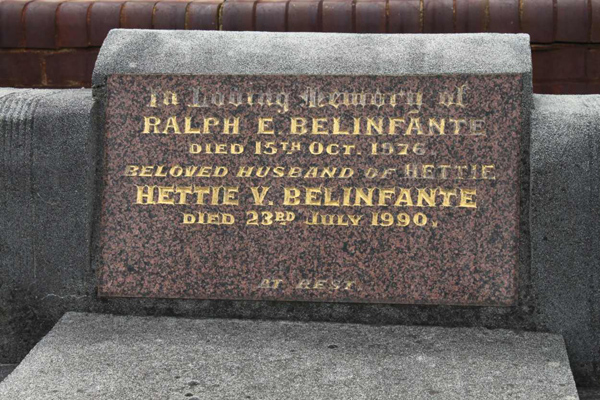 In Loving Memory of
RALPH E. BELINFANTE
DIED 15TH OCT. 1976
BELOVED HUSBAND OF HETTIE
HETTIE V. BELINFANTE
DIED 23RD JULY 1990.
AT REST